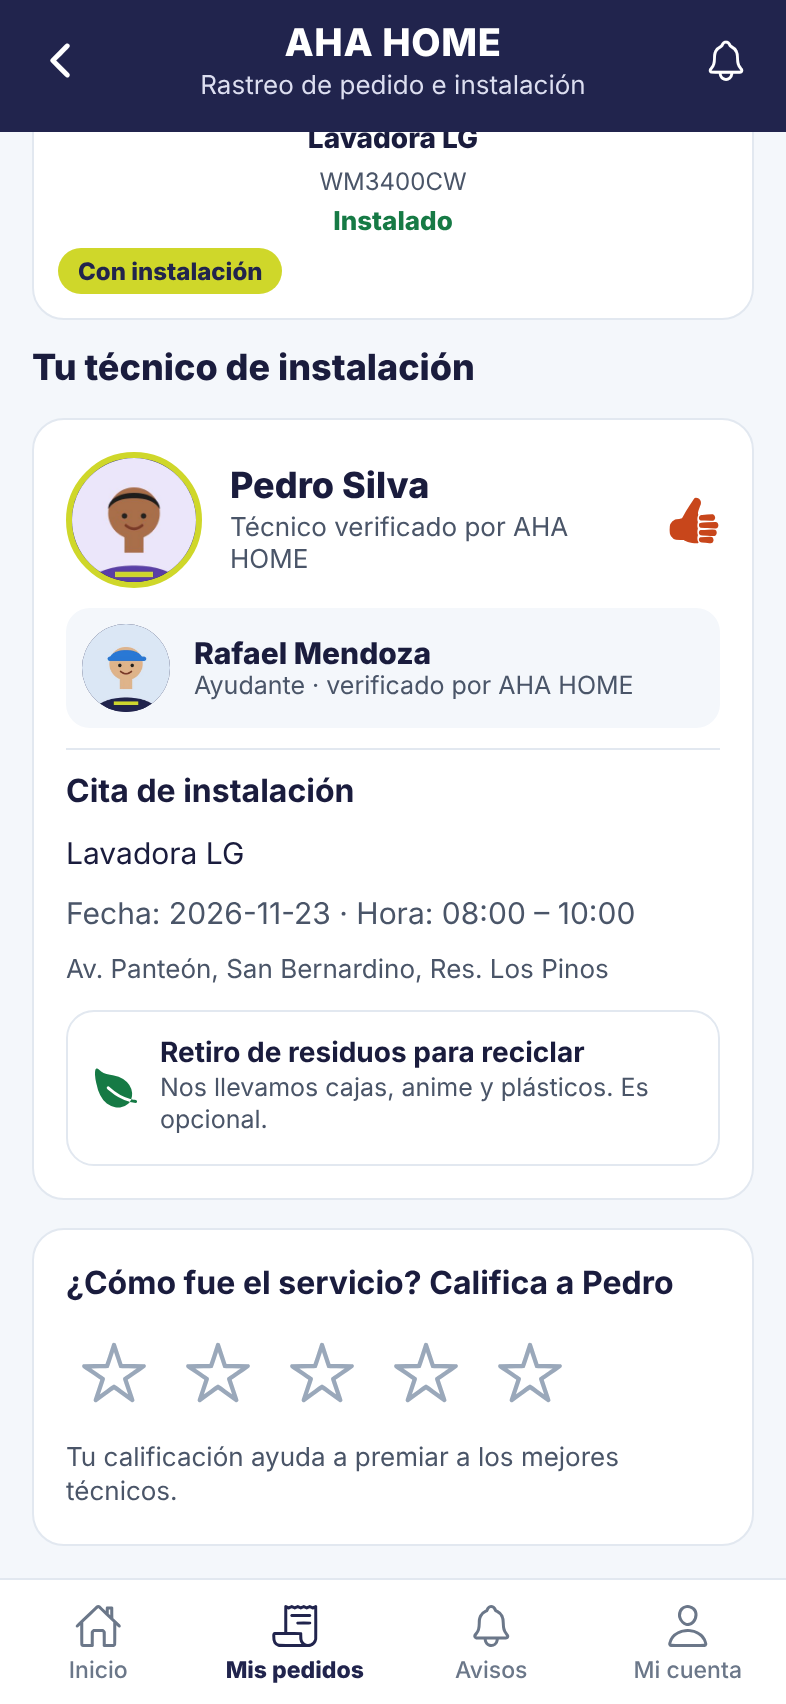 AHA HOME
Rastreo de pedido e instalación
Lavadora LG
WM3400CW
Instalado
Con instalación
Tu técnico de instalación
Pedro Silva
Técnico verificado por AHA
HOME
Rafael Mendoza
Ayudante · verificado por AHA HOME
Cita de instalación
Lavadora LG
Fecha: 2026-11-23 · Hora: 08:00 – 10:00
Av. Panteón, San Bernardino, Res. Los Pinos
Retiro de residuos para reciclar
Nos llevamos cajas, anime y plásticos. Es
opcional.
¿Cómo fue el servicio? Califica a Pedro
Tu calificación ayuda a premiar a los mejores
técnicos.
Inicio
Mis pedidos
Avisos
Mi cuenta